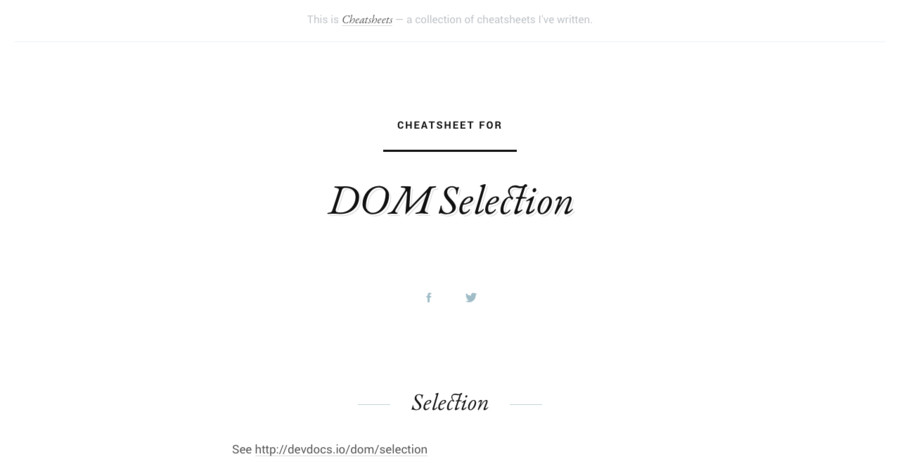 This is Cheatsheets — a collection of cheatsheets I've written.
CHEATSHEET FOR
DOM Selection
Selection
See http://devdocs.io/dom/selection